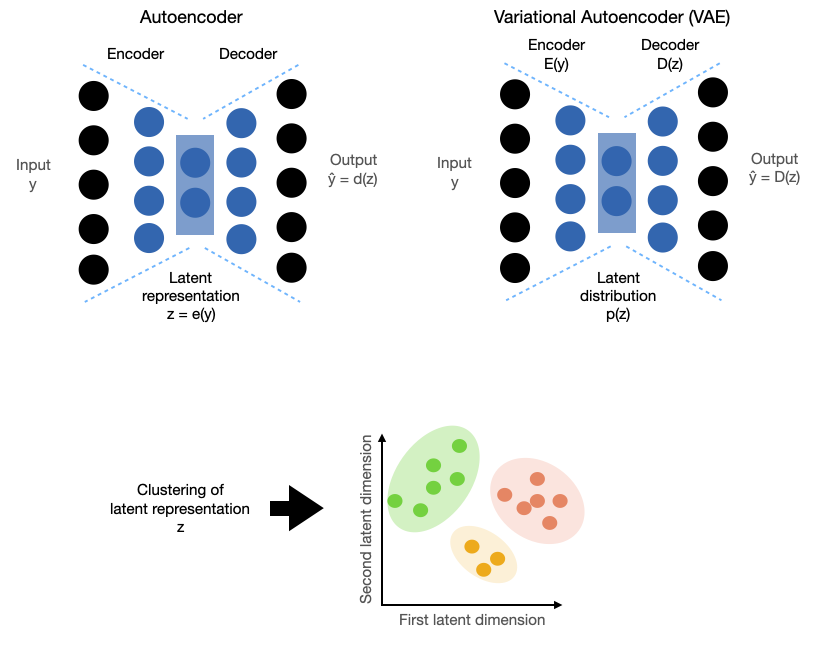 Autoencoder
Encoder
Decoder
Input
y
Output
ŷ = d(z)
Latent
representation
z = e(y)
Variational Autoencoder (VAE)
Encoder
E(y)
Decoder
D(z)
Input
y
Output
ŷ = D(z)
Latent
distribution
p(z)
Clustering of
latent representation
z
Second latent dimension
First latent dimension